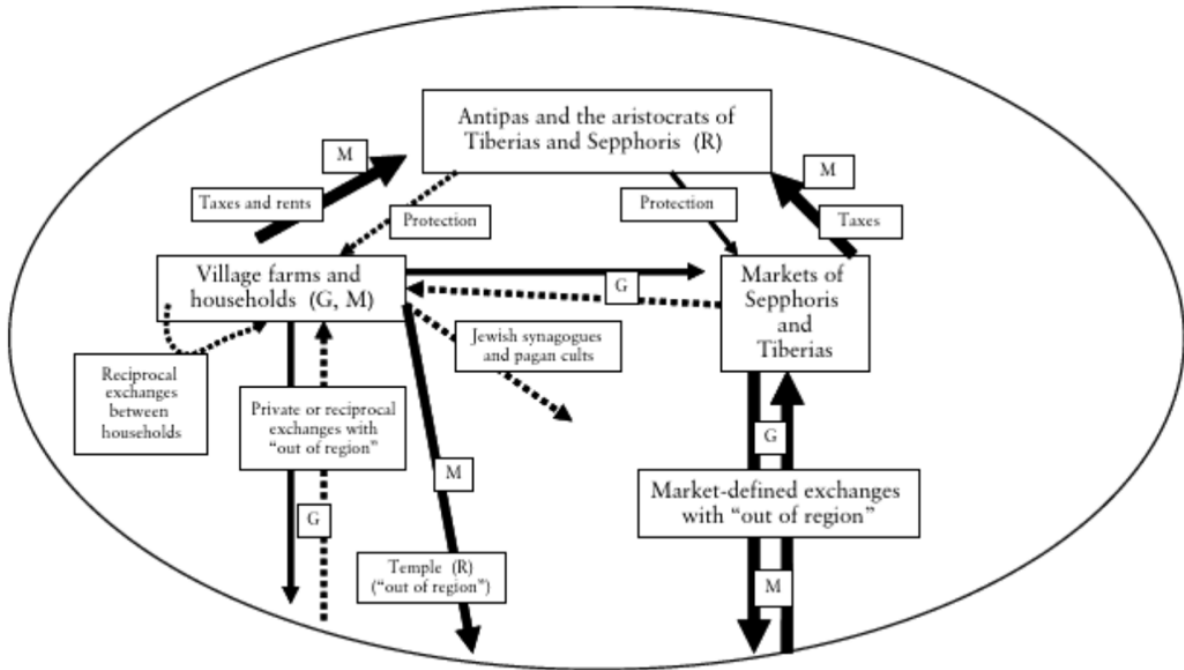 Antipas and the aristocrats of
Tiberias and Sepphoris (R)
M
M
Taxes and rents
Protection
Protection
Taxes
Village farms and
households (G, M)
G
Markets of
Sepphoris
and
Tiberias
Jewish synagogues
and pagan cults
Reciprocal
exchanges
between
households
Private or reciprocal
exchanges with
“out of region”
M
G
G
Market-defined exchanges
with “out of region”
Temple (R)
(“out of region”)
M